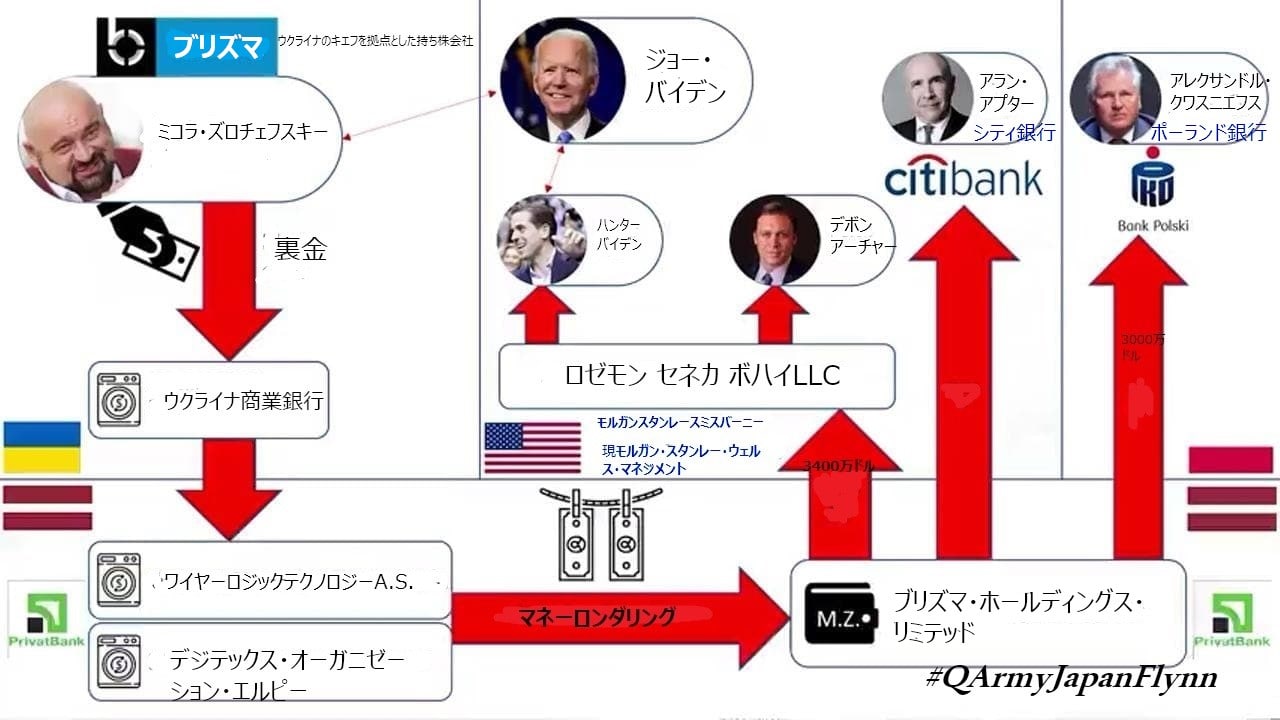 ブリズマ
ウクライナのキエフを拠点とした持ち株会社
ミコラ・ズロチェフスキー
裏金
ウクライナ商業銀行
ジョー・
バイデン
ハンター
バイデン
デボン
アーチャー
ロゼモン セネカ ボハイLLC
モルガンスタンレースミスバーニー
現モルガン・スタンレー・ウェル
ス・マネジメント
3400万ドル
アラン・
アプター
シティ銀行
citibank
アレクサンドル・
クワスニエフス
ポーランド銀行
PKO
Bank Polski
3000万
ドル
PrivatBank
ワイヤーロジックテクノロジーA.S.
デジテックス・オーガニゼー
ション・エルピー
マネーロンダリング
M.Z.
ブリズマ・ホールディングス・
リミテッド
PrivatBank
#QArmyJapanFlynn